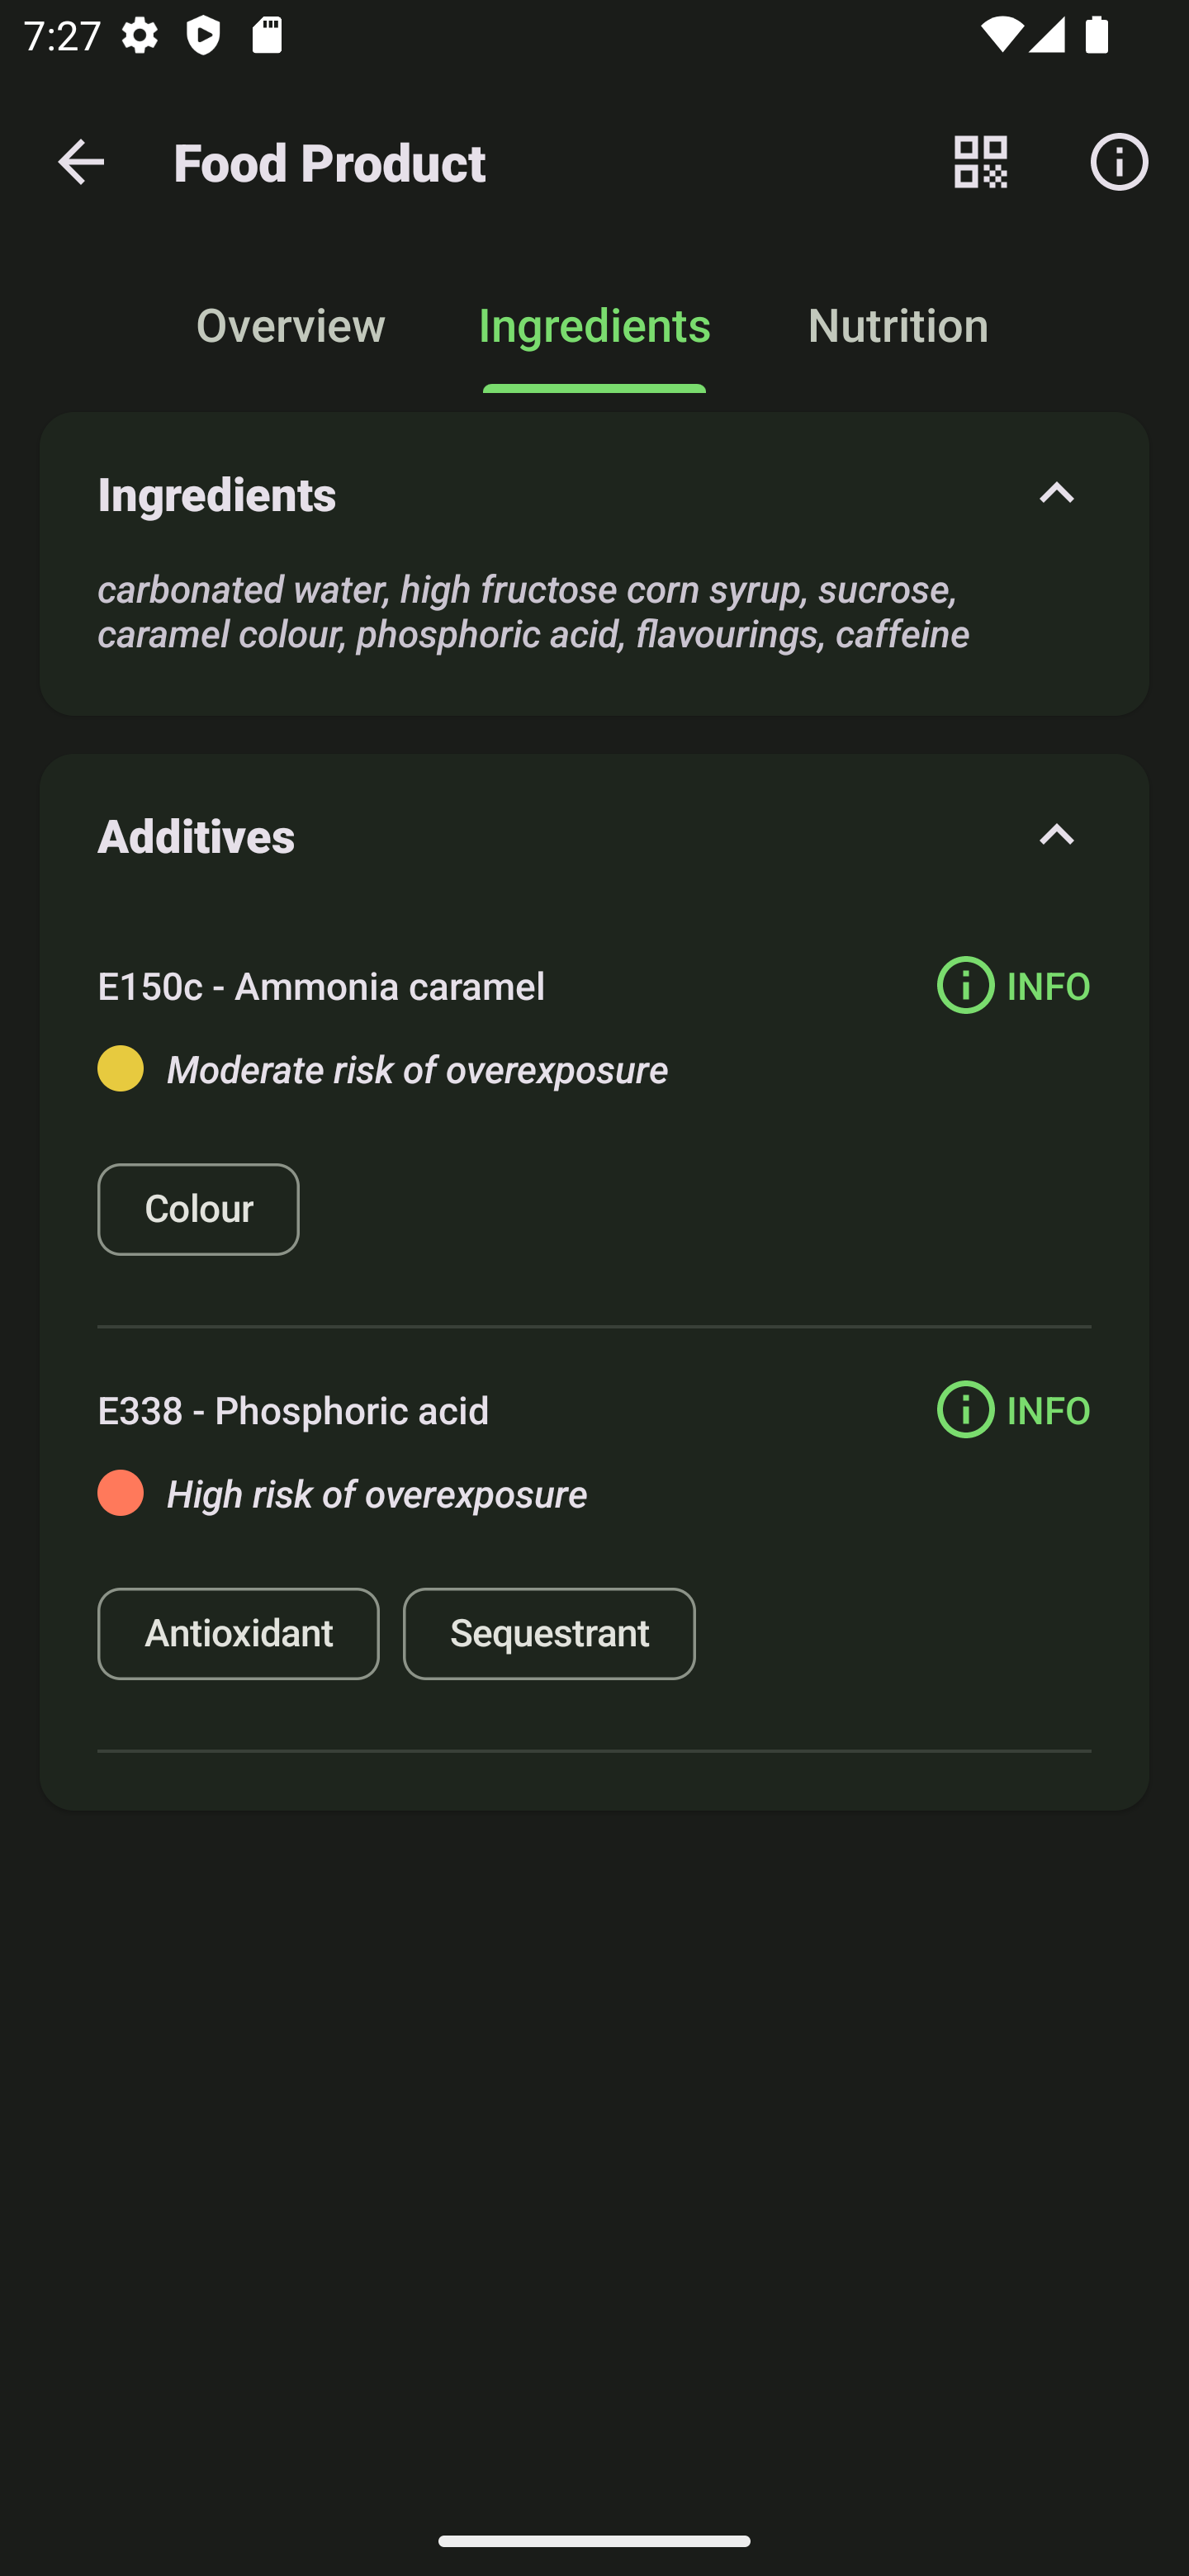 7:27
Food Product
Overview
Ingredients
Nutrition
Ingredients
carbonated water, high fructose corn syrup, sucrose,
caramel colour, phosphoric acid, flavourings, caffeine
Additives
E150c - Ammonia caramel
INFO
Moderate risk of overexposure
Colour
E338 - Phosphoric acid
INFO
High risk of overexposure
Antioxidant
Sequestrant